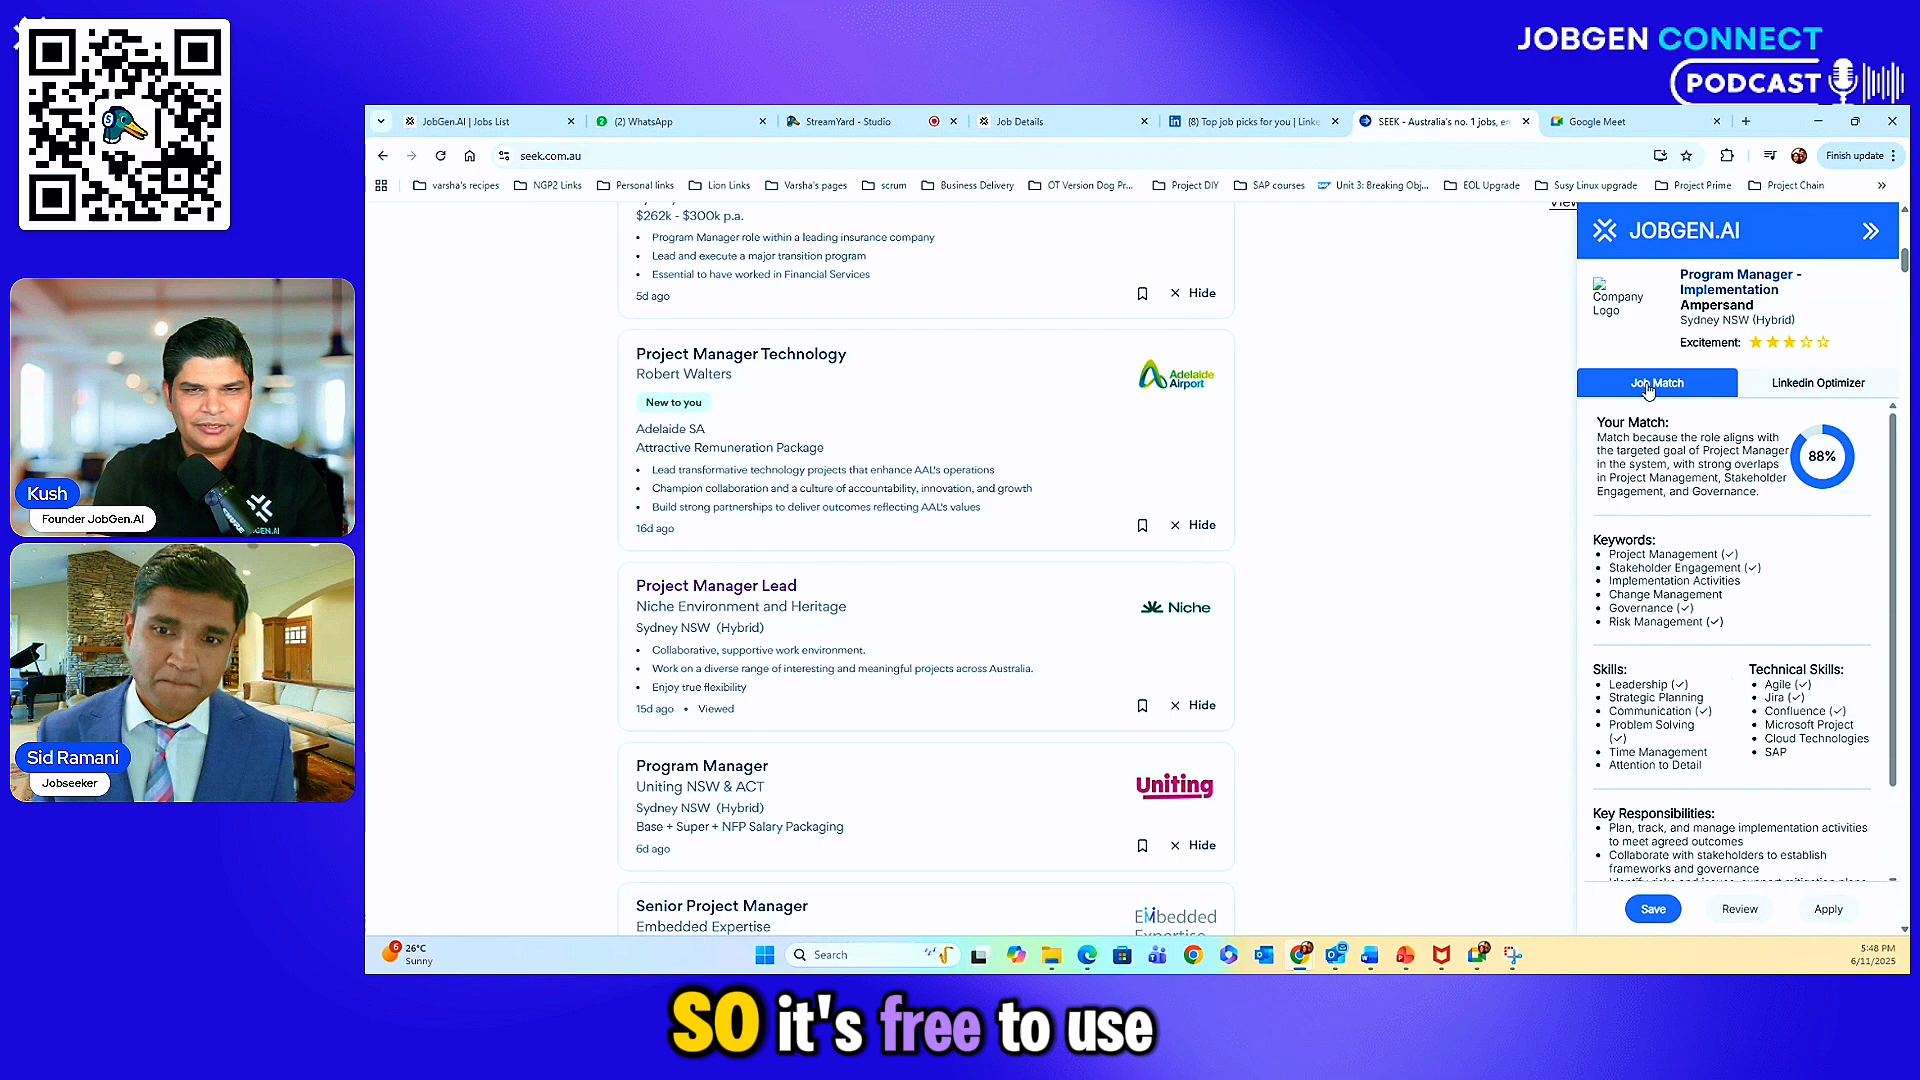 JOBGEN CONNECT
PODCAST
JobGen.AI | Jobs List
(2) WhatsApp
StreamYard - Studio
Job Details
(8) Top job picks for you | Linke
SEEK - Australia's no. 1 jobs, en
Google Meet
seek.com.au
Finish update
varsha's recipes
NGP2 Links
Personal links
Lion Links
Varsha's pages
scrum
Business Delivery
OT Version Dog Pr...
Project DIY
SAP courses
Unit 3: Breaking Obj...
EOL Upgrade
Susy Linux upgrade
Project Prime
Project Chain
$262k - $300k p.a.
• Program Manager role within a leading insurance company
• Lead and execute a major transition program
• Essential to have worked in Financial Services
5d ago
Hide
Project Manager Technology
Robert Walters
Adelaide Airport
New to you
Adelaide SA
Attractive Remuneration Package
• Lead transformative technology projects that enhance AAL's operations
• Champion collaboration and a culture of accountability, innovation, and growth
• Build strong partnerships to deliver outcomes reflecting AAL's values
16d ago
Hide
Project Manager Lead
Niche Environment and Heritage
Niche
Sydney NSW (Hybrid)
• Collaborative, supportive work environment.
• Work on a diverse range of interesting and meaningful projects across Australia.
• Enjoy true flexibility
15d ago • Viewed
Hide
Program Manager
Uniting NSW & ACT
Uniting
Sydney NSW (Hybrid)
Base + Super + NFP Salary Packaging
6d ago
Hide
Senior Project Manager
Embedded Expertise
Embedded
Expertise
View
JOBGEN.AI
Company Logo
Program Manager -
Implementation
Ampersand
Sydney NSW (Hybrid)
Excitement:
Job Match
Linkedin Optimizer
Your Match:
Match because the role aligns with
the targeted goal of Project Manager
in the system, with strong overlaps
in Project Management, Stakeholder
Engagement, and Governance.
88%
Keywords:
• Project Management (✓)
• Stakeholder Engagement (✓)
• Implementation Activities
• Change Management
• Governance (✓)
• Risk Management (✓)
Skills:
• Leadership (✓)
• Strategic Planning
• Communication (✓)
• Problem Solving
(✓)
• Time Management
• Attention to Detail
Technical Skills:
• Agile (✓)
• Jira (✓)
• Confluence (✓)
• Microsoft Project
• Cloud Technologies
• SAP
Key Responsibilities:
• Plan, track, and manage implementation activities
to meet agreed outcomes
• Collaborate with stakeholders to establish
frameworks and governance
Save
Review
Apply
6
26°C
Sunny
Search
5:48 PM
6/11/2025
Kush
Founder JobGen.AI
Sid Ramani
Jobseeker
SO it's free to use